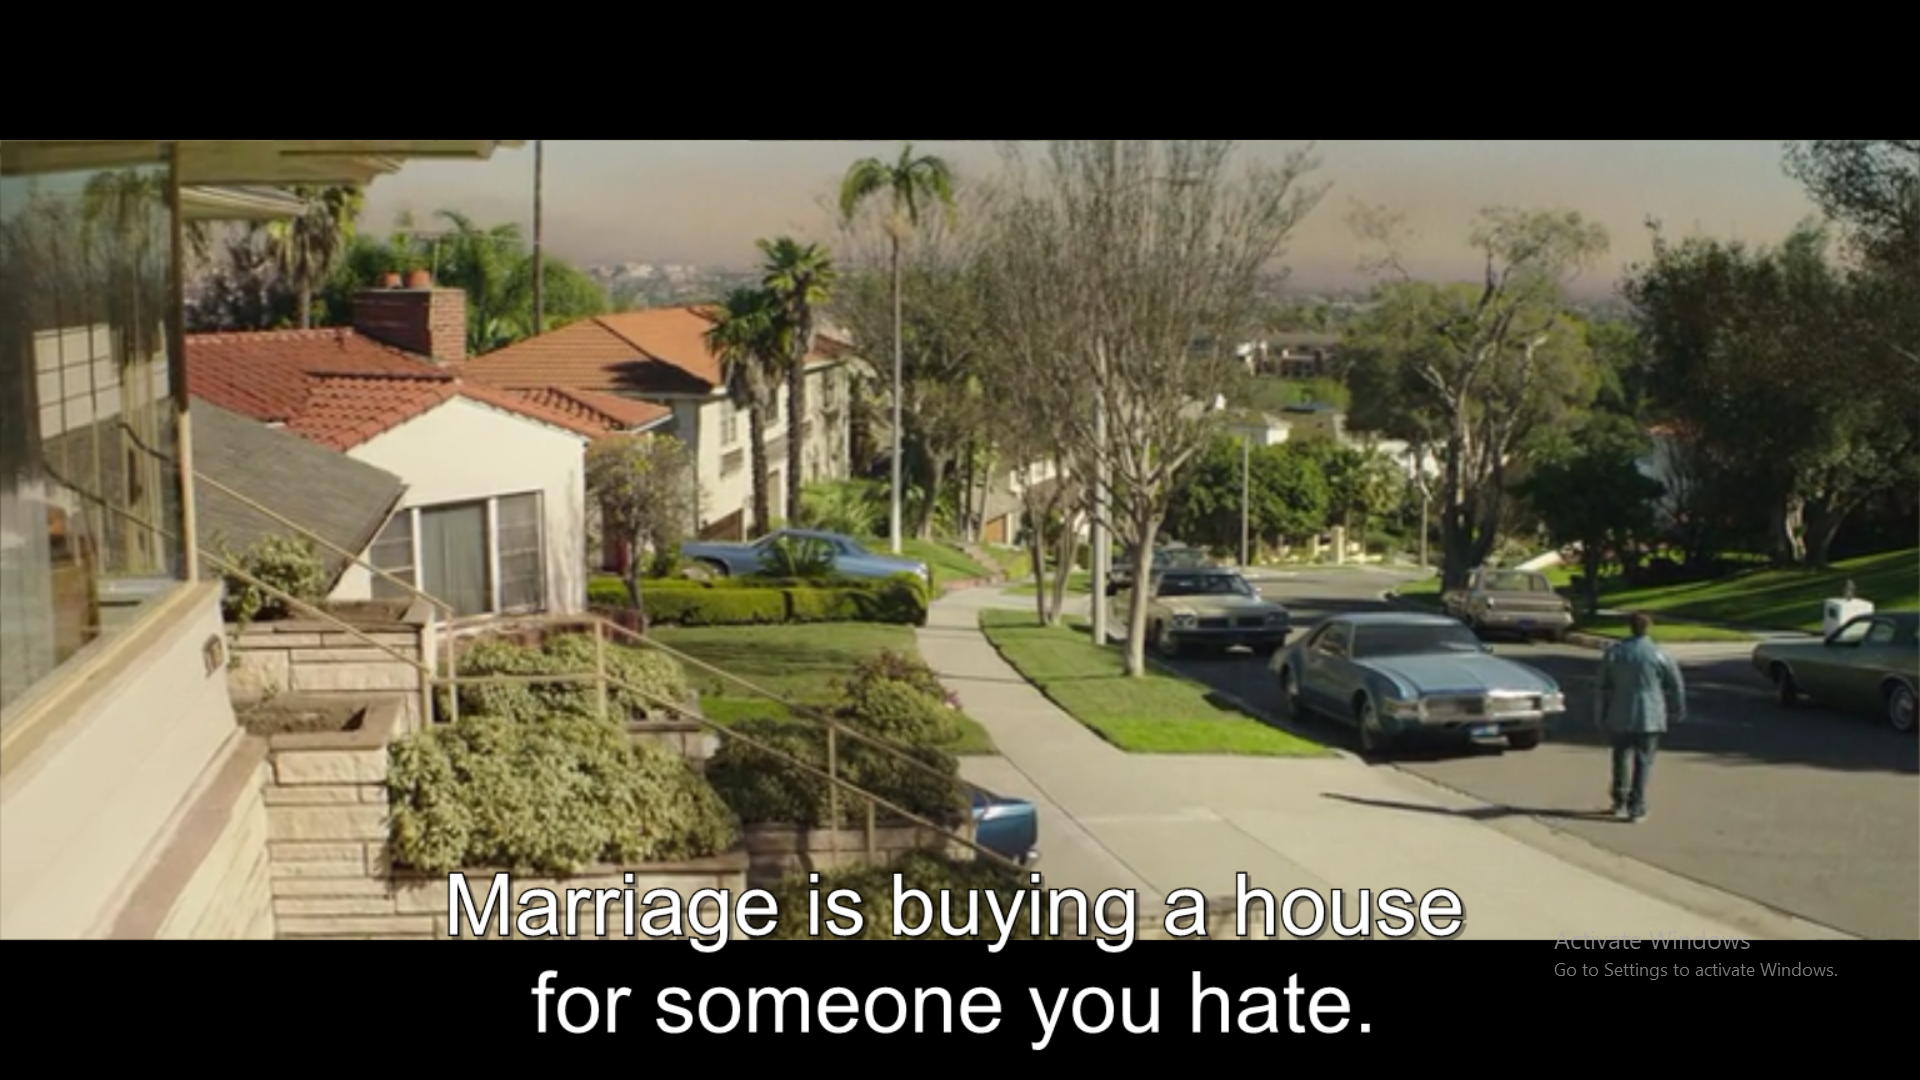 Marriage is buying a house
for someone you hate.
Activate Windows
Go to Settings to activate Windows.